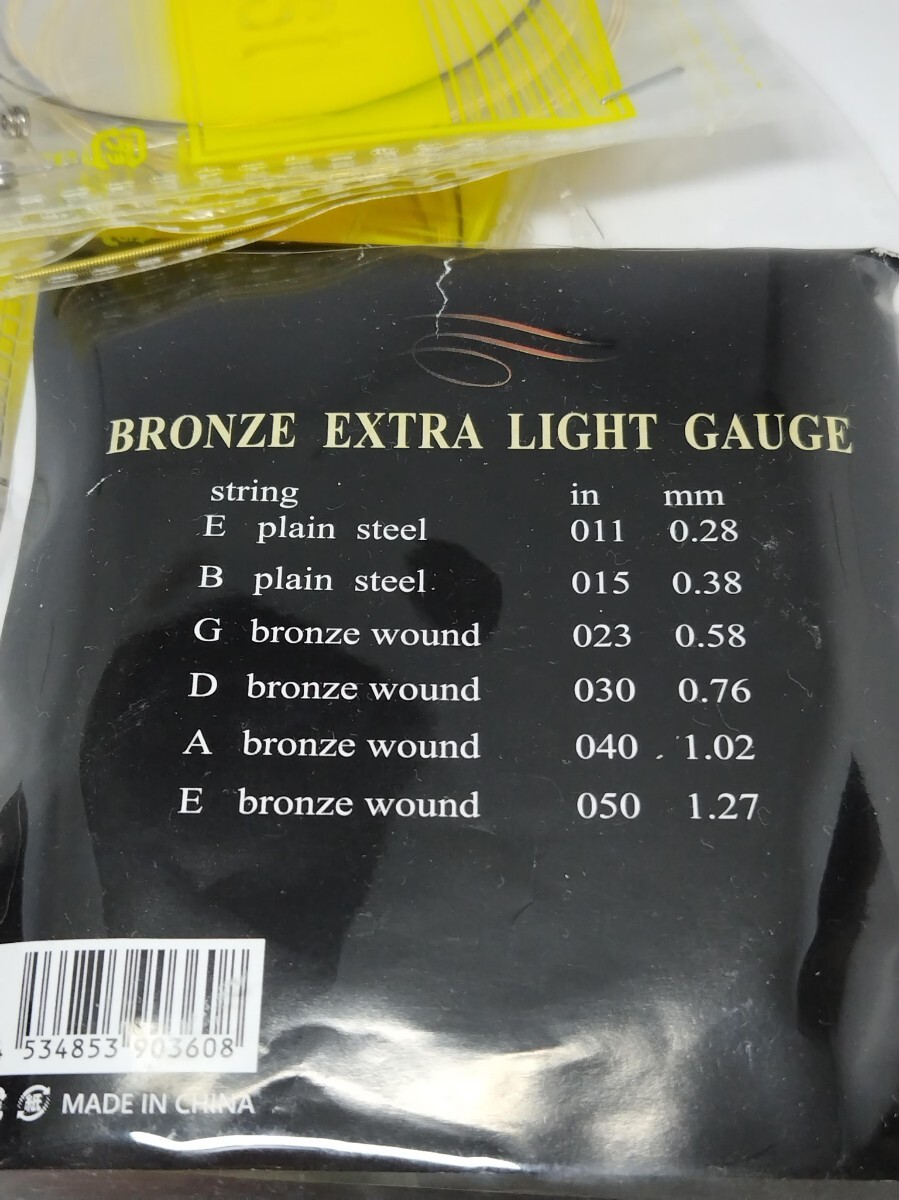 BRONZE EXTRA LIGHT GAUGE
string in mm
E plain steel 011 0.28
B plain steel 015 0.38
G bronze wound 023 0.58
D bronze wound 030 0.76
A bronze wound 040 1.02
E bronze wound 050 1.27
534853 903608
紙 MADE IN CHINA